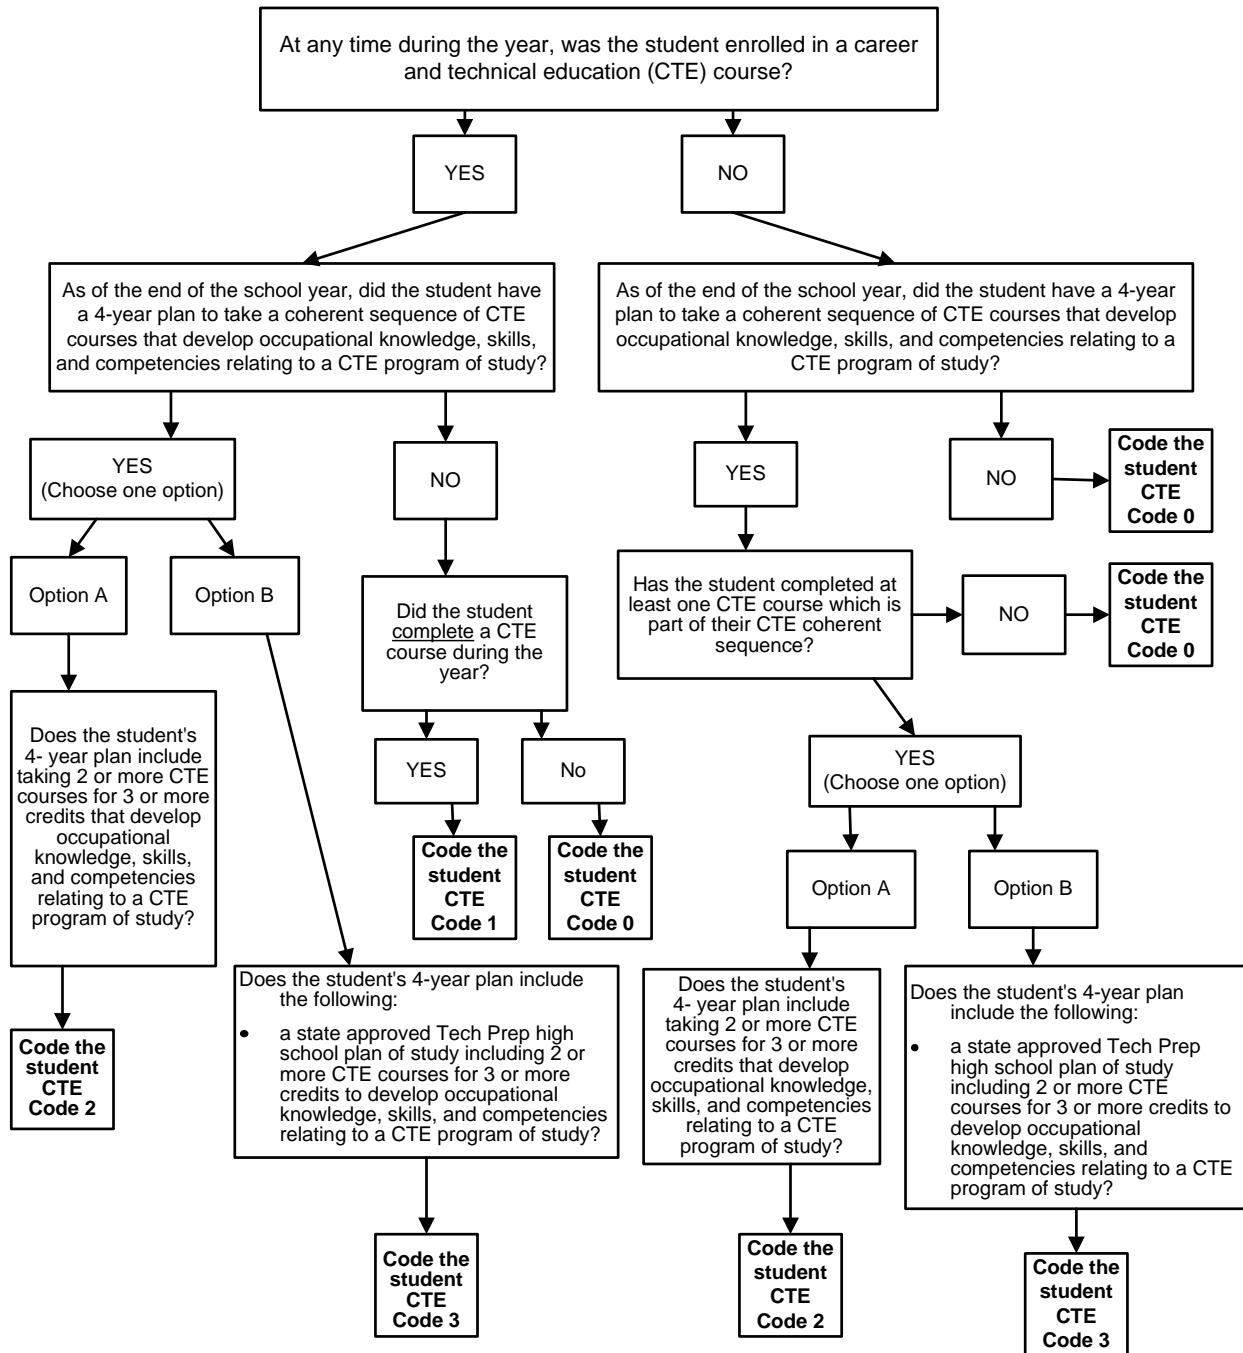 At any time during the year, was the student enrolled in a career
and technical education (CTE) course?
YES
NO
As of the end of the school year, did the student have
a 4-year plan to take a coherent sequence of CTE
courses that develop occupational knowledge, skills,
and competencies relating to a CTE program of study?
As of the end of the school year, did the student have a 4-year
plan to take a coherent sequence of CTE courses that develop
occupational knowledge, skills, and competencies relating to a
CTE program of study?
YES
(Choose one option)
NO
YES
NO
Code the
student
CTE
Code 0
Option A
Option B
Did the student
complete a CTE
course during the
year?
Has the student completed at
least one CTE course which is
part of their CTE coherent
sequence?
NO
Code the
student
CTE
Code 0
Does the student's
4- year plan include
taking 2 or more CTE
courses for 3 or more
credits that develop
occupational
knowledge, skills,
and competencies
relating to a CTE
program of study?
YES
No
YES
(Choose one option)
Code the
student
CTE
Code 1
Code the
student
CTE
Code 0
Option A
Option B
Code the
student
CTE
Code 2
Does the student's 4-year plan include
the following:
• a state approved Tech Prep high
school plan of study including 2 or
more CTE courses for 3 or more
credits to develop occupational
knowledge, skills, and competencies
relating to a CTE program of study?
Does the student's
4- year plan include
taking 2 or more CTE
courses for 3 or more
credits that develop
occupational knowledge,
skills, and competencies
relating to a CTE
program of study?
Does the student's 4-year plan
include the following:
• a state approved Tech Prep
high school plan of study
including 2 or more CTE
courses for 3 or more credits to
develop occupational
knowledge, skills, and
competencies relating to a CTE
program of study?
Code the
student
CTE
Code 3
Code the
student
CTE
Code 2
Code the
student
CTE
Code 3